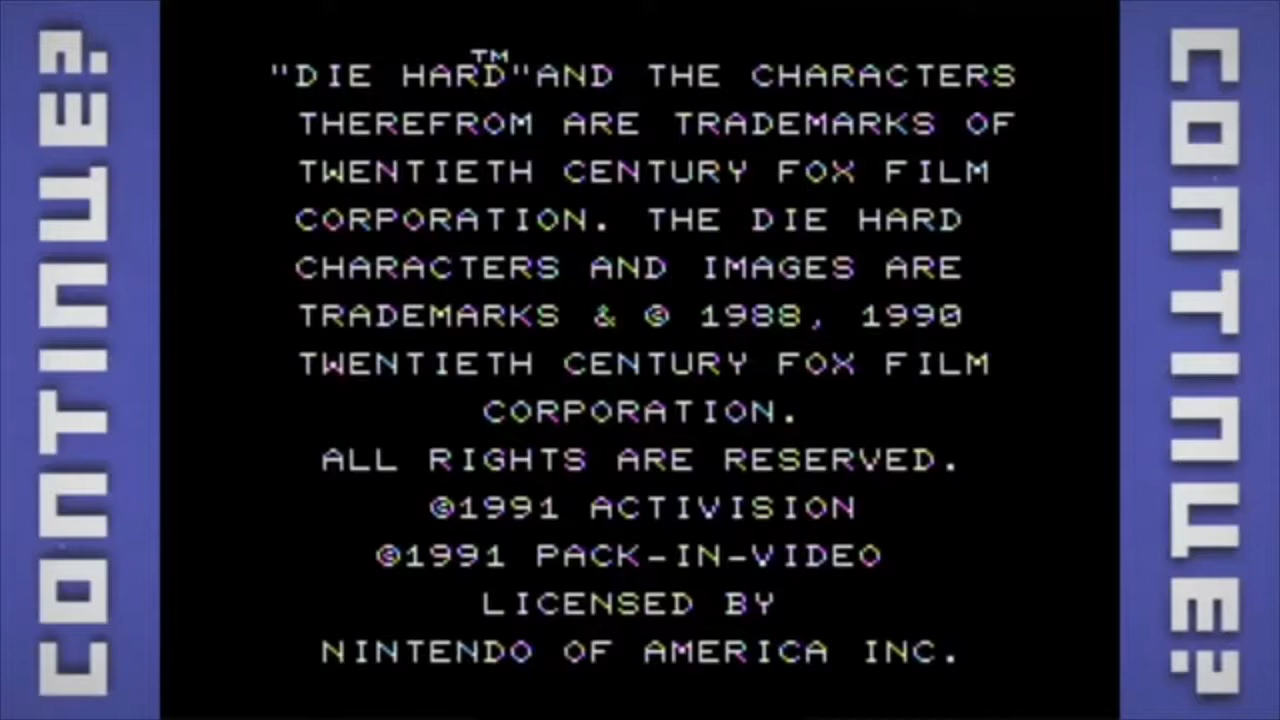 CONTINUE?
"DIE HARD™"AND THE CHARACTERS
THEREFROM ARE TRADEMARKS OF
TWENTIETH CENTURY FOX FILM
CORPORATION. THE DIE HARD
CHARACTERS AND IMAGES ARE
TRADEMARKS & © 1988, 1990
TWENTIETH CENTURY FOX FILM
CORPORATION.
ALL RIGHTS ARE RESERVED.
©1991 ACTIVISION
©1991 PACK-IN-VIDEO
LICENSED BY
NINTENDO OF AMERICA INC.
CONTINUE?